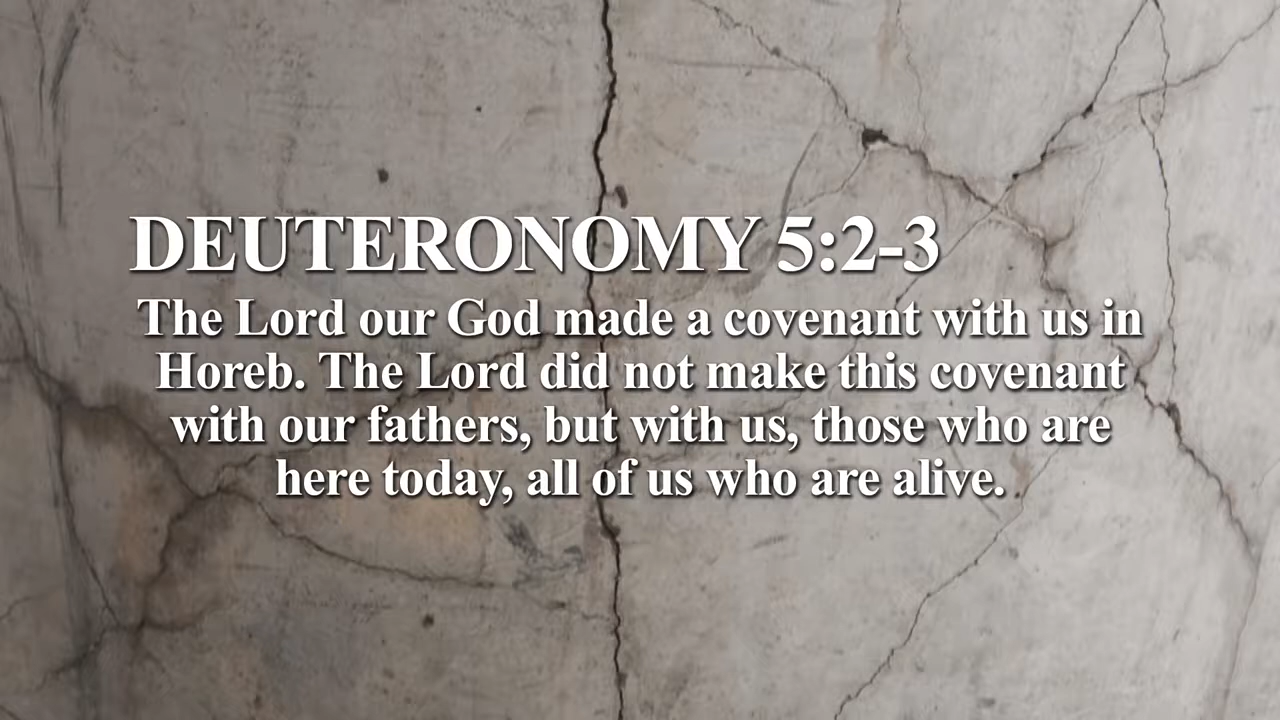 DEUTERONOMY 5:2-3
The Lord our God made a covenant with us in
Horeb. The Lord did not make this covenant
with our fathers, but with us, those who are
here today, all of us who are alive.